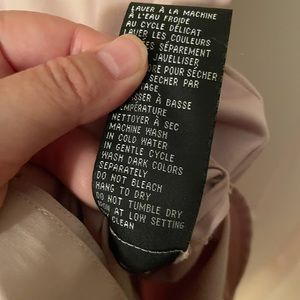 LAVER À LA MACHINE
À L'EAU FROIDE
AU CYCLE DÉLICAT
LAVER LES COULEURS
SÉPARÉMENT
JAVELLISER
POUR SÉCHER
SÉCHER PAR
À BASSE
TEMPÉRATURE
NETTOYER À SEC
MACHINE WASH
IN COLD WATER
IN GENTLE CYCLE
WASH DARK COLORS
SEPARATELY
DO NOT BLEACH
HANG TO DRY
DO NOT TUMBLE DRY
AT LOW SETTING
CLEAN